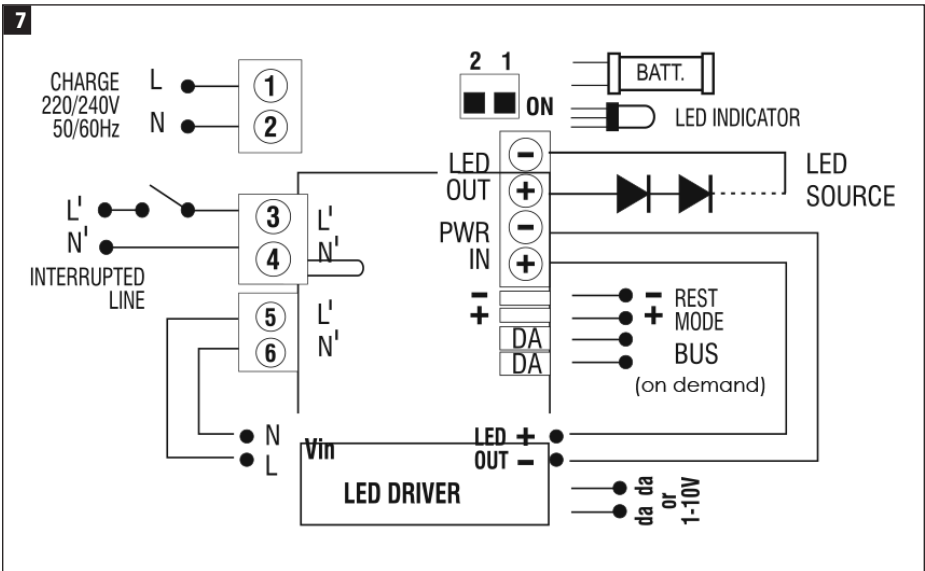 7
CHARGE
220/240V
50/60Hz
L
N
1
2
2 1
ON
BATT.
LED INDICATOR
L'
N'
INTERRUPTED
LINE
3
4
L'
N'
5
6
L'
N'
LED
OUT
-
+
PWR
IN
-
+
LED
SOURCE
-
+
DA
DA
- REST
+ MODE
BUS
(on demand)
N
L
Vin
LED +
OUT -
LED DRIVER
da da
or
1-10V